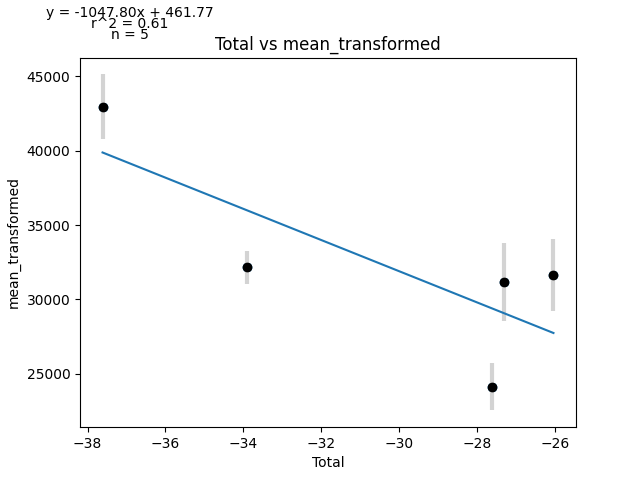 y = -1047.80x + 461.77
r^2 = 0.61
n = 5
Total vs mean_transformed
45000
40000
35000
30000
25000
mean_transformed
−38
−36
−34
−32
−30
−28
−26
Total